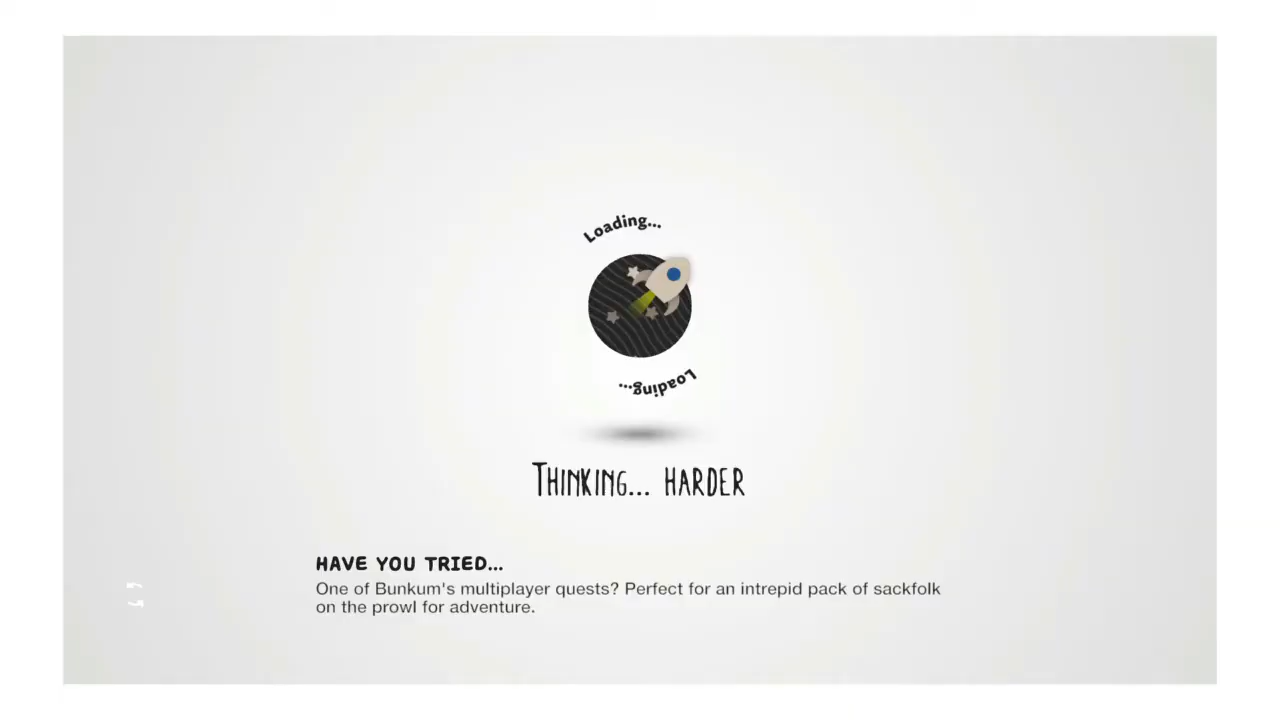 Loading...
Loading...
THINKING... HARDER
HAVE YOU TRIED...
One of Bunkum's multiplayer quests? Perfect for an intrepid pack of sackfolk
on the prowl for adventure.